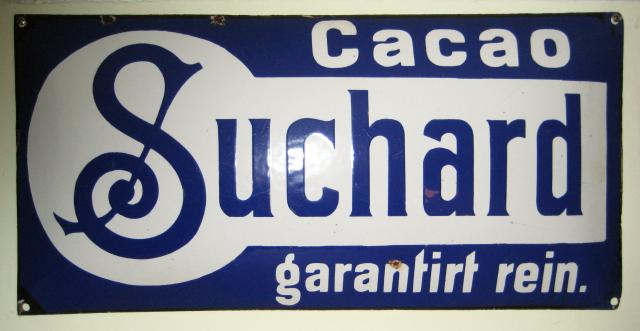 Cacao
Suchard
garantirt rein.